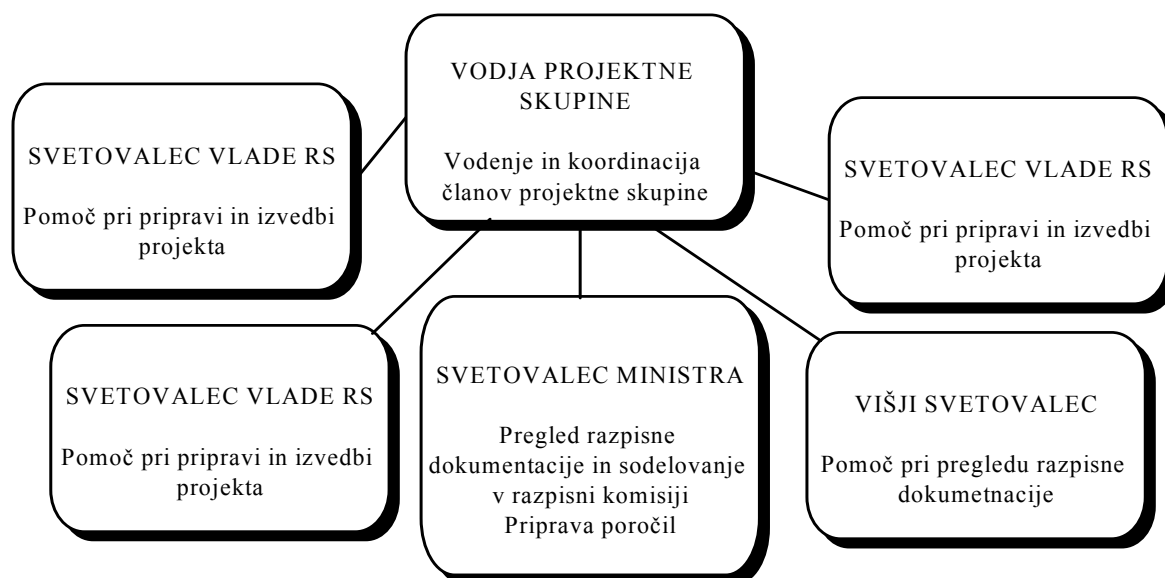 VODJA PROJEKTNE
SKUPINE
Vodenje in koordinacija
članov projektne skupine
SVETOVALEC VLADE RS
Pomoč pri pripravi in izvedbi
projekta
SVETOVALEC VLADE RS
Pomoč pri pripravi in izvedbi
projekta
SVETOVALEC VLADE RS
Pomoč pri pripravi in izvedbi
projekta
SVETOVALEC MINISTRA
Pregled razpisne
dokumentacije in sodelovanje
v razpisni komisiji
Priprava poročil
VIŠJI SVETOVALEC
Pomoč pri pregledu razpisne
dokumetnacije